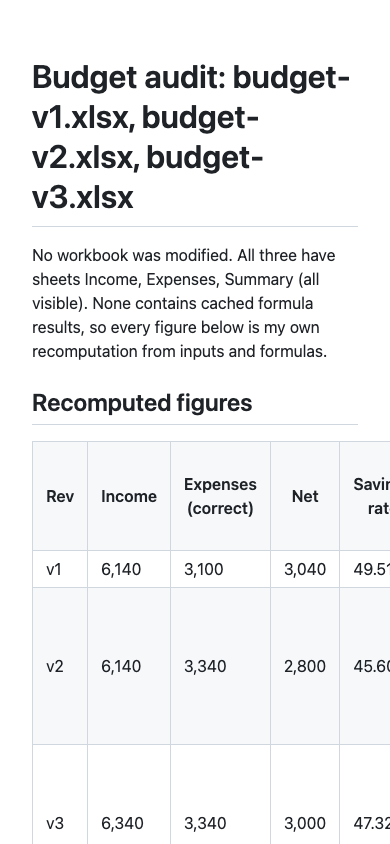 Budget audit: budget-
v1.xlsx, budget-
v2.xlsx, budget-
v3.xlsx
No workbook was modified. All three have
sheets Income, Expenses, Summary (all
visible). None contains cached formula
results, so every figure below is my own
recomputation from inputs and formulas.
Recomputed figures
Rev Income Expenses (correct) Net
v1 6,140 3,100 3,040
v2 6,140 3,340 2,800
v3 6,340 3,340 3,000